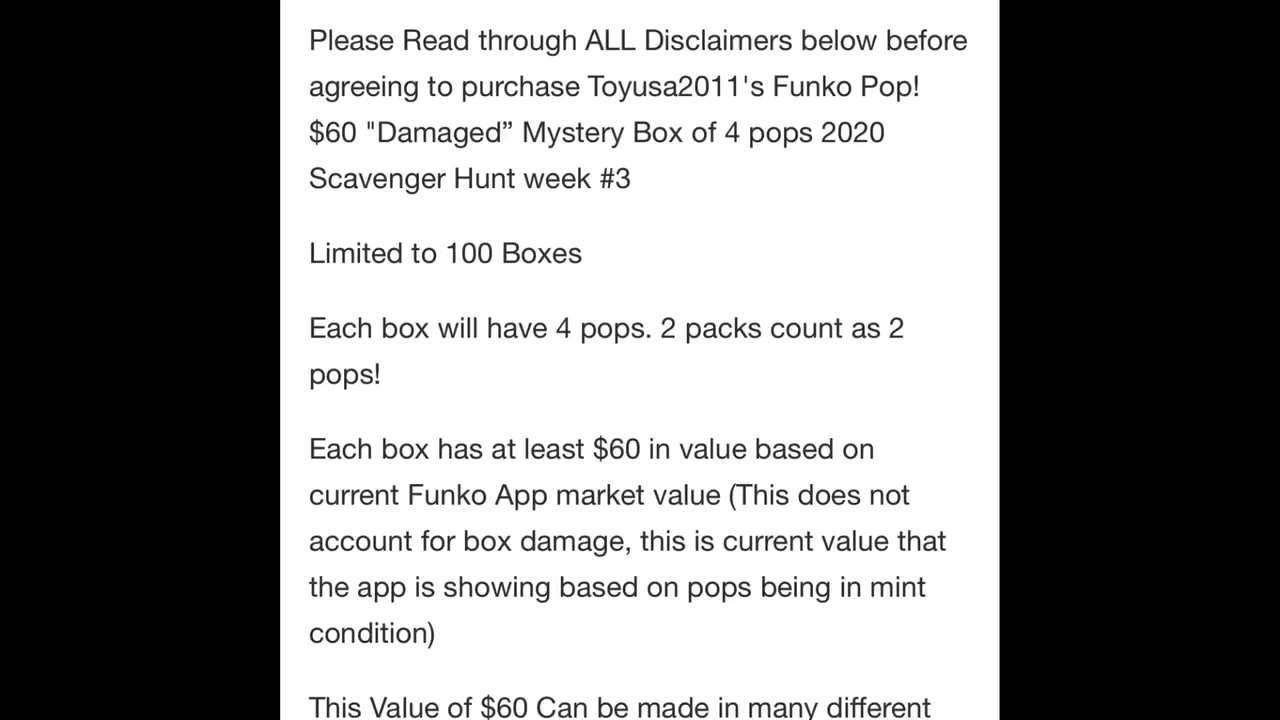 Please Read through ALL Disclaimers below before
agreeing to purchase Toyusa2011's Funko Pop!
$60 "Damaged” Mystery Box of 4 pops 2020
Scavenger Hunt week #3
Limited to 100 Boxes
Each box will have 4 pops. 2 packs count as 2
pops!
Each box has at least $60 in value based on
current Funko App market value (This does not
account for box damage, this is current value that
the app is showing based on pops being in mint
condition)
This Value of $60 Can be made in many different